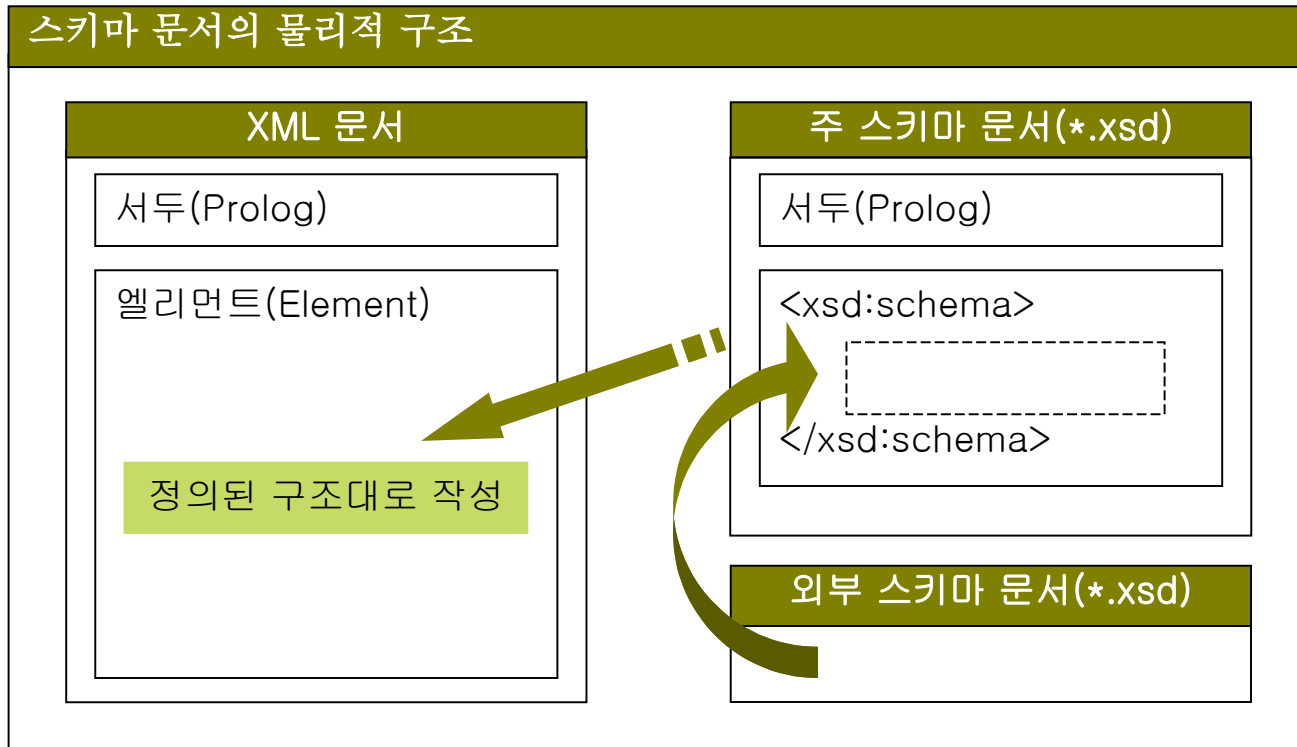 스키마 문서의 물리적 구조
XML 문서
서두(Prolog)
엘리먼트(Element)
정의된 구조대로 작성
주 스키마 문서(*.xsd)
서두(Prolog)
<xsd:schema>
</xsd:schema>
외부 스키마 문서(*.xsd)